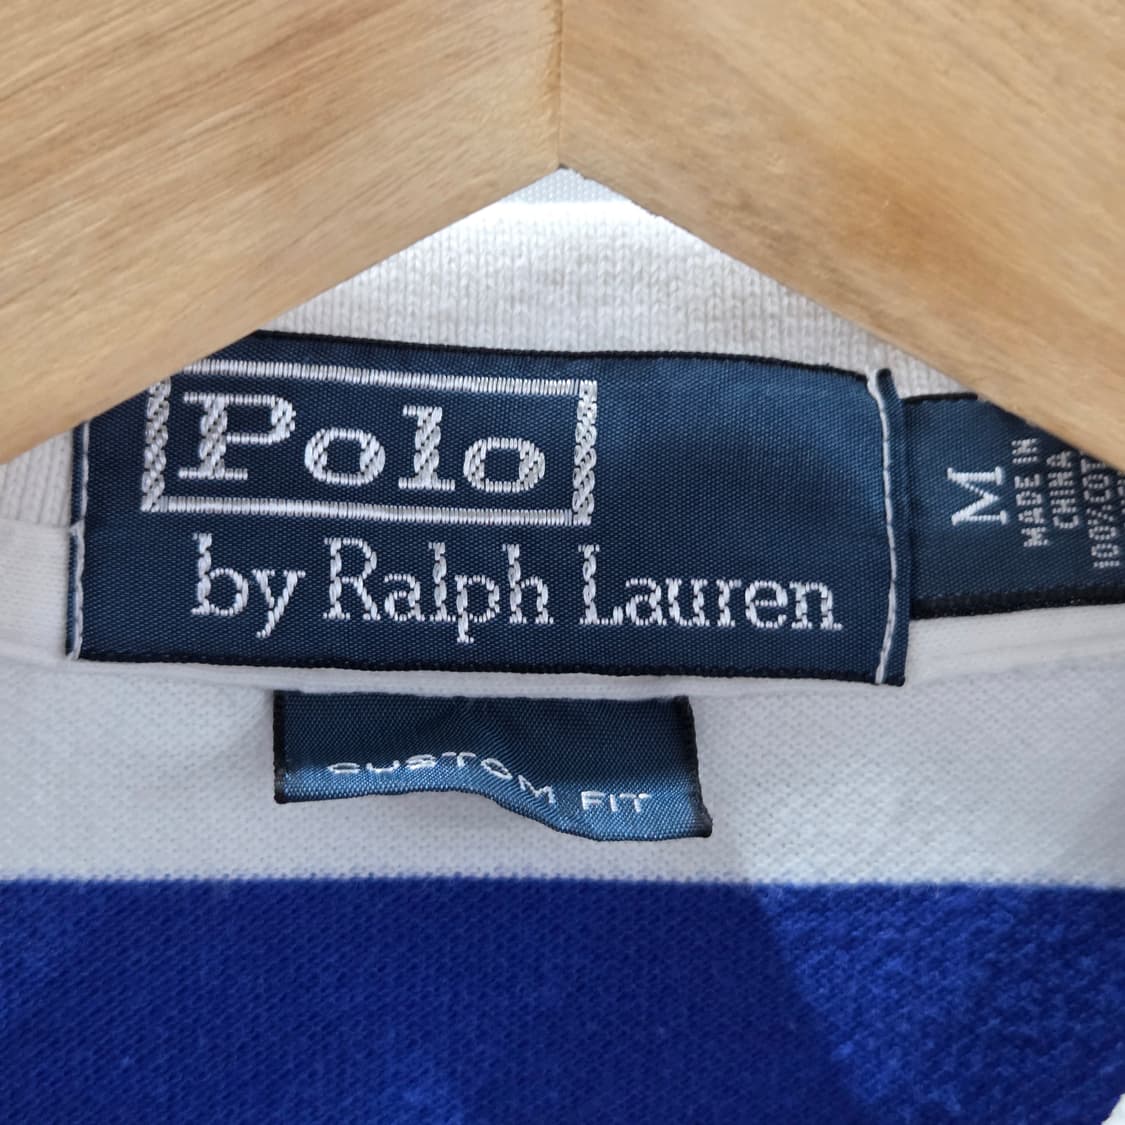 Polo
by Ralph Lauren
M
MADE IN
CHINA
CUSTOM FIT